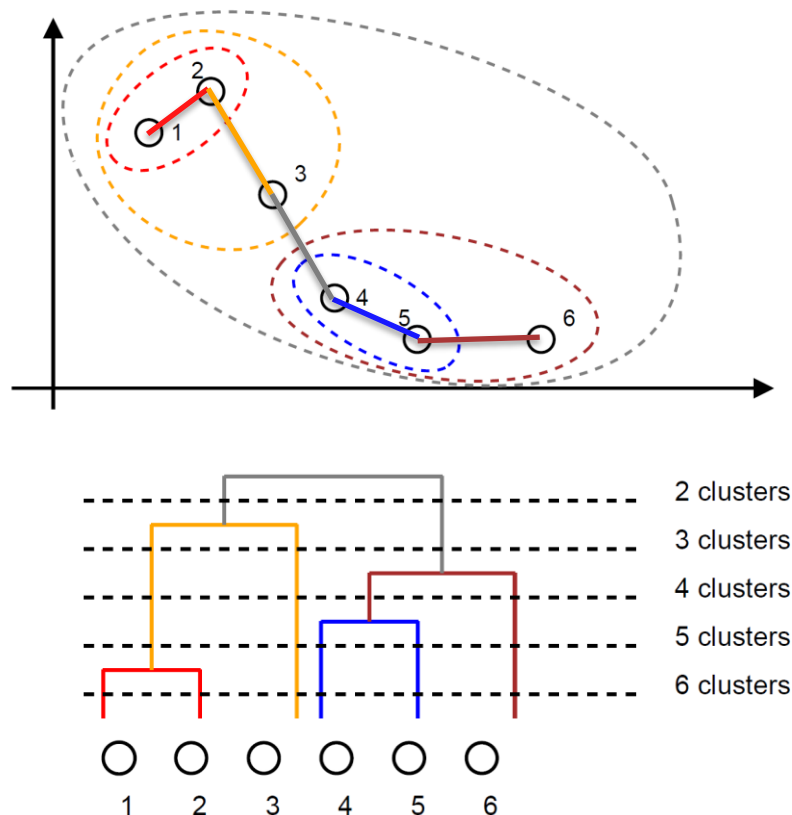 2
1
3
4
5
6
2 clusters
3 clusters
4 clusters
5 clusters
6 clusters
1 2 3 4 5 6